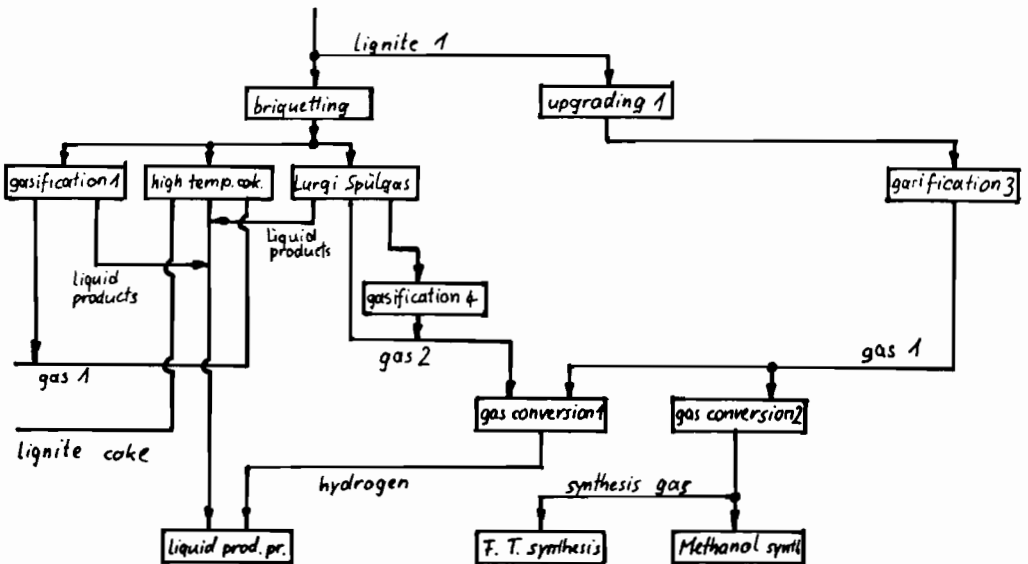 lignite 1
briquetting
upgrading 1
gasification 1
high temp. cok.
Lurgi Spülgas
garification 3
liquid
products
liquid
products
gasification 4
gas 1
gas 2
gas 1
gas conversion 1
gas conversion 2
lignite coke
hydrogen
synthesis gas
liquid prod. pr.
F. T. synthesis
Methanol synth